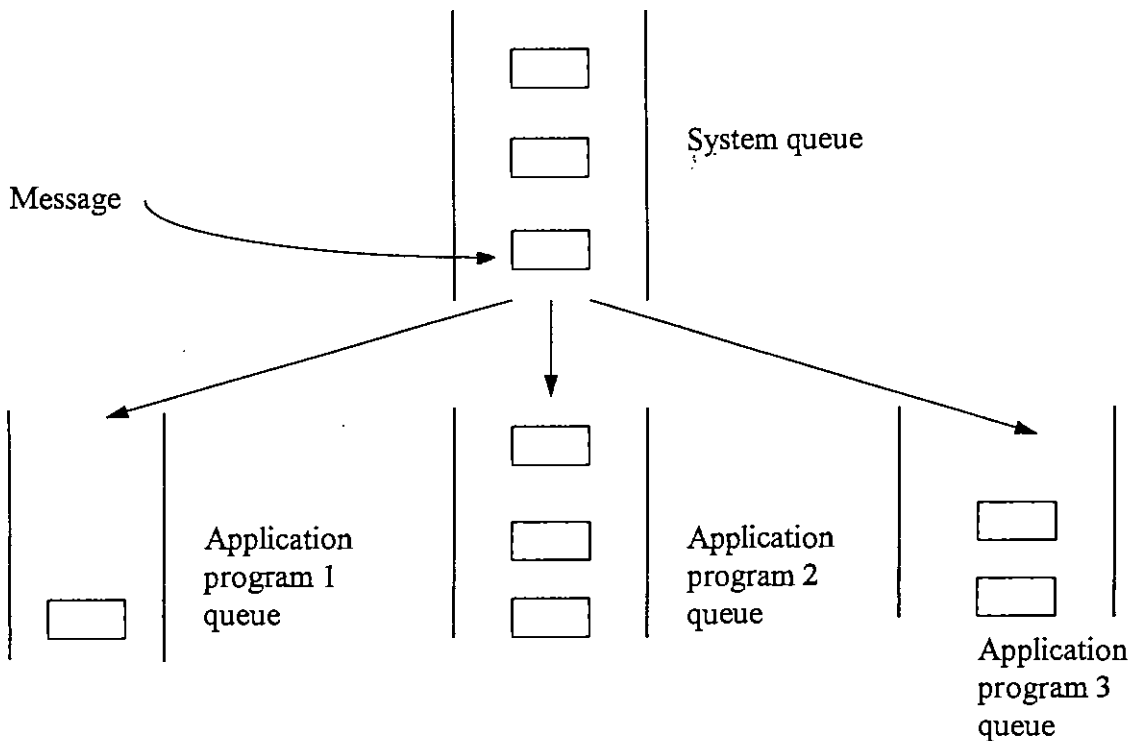 System queue
Message
Application
program 1
queue
Application
program 2
queue
Application
program 3
queue